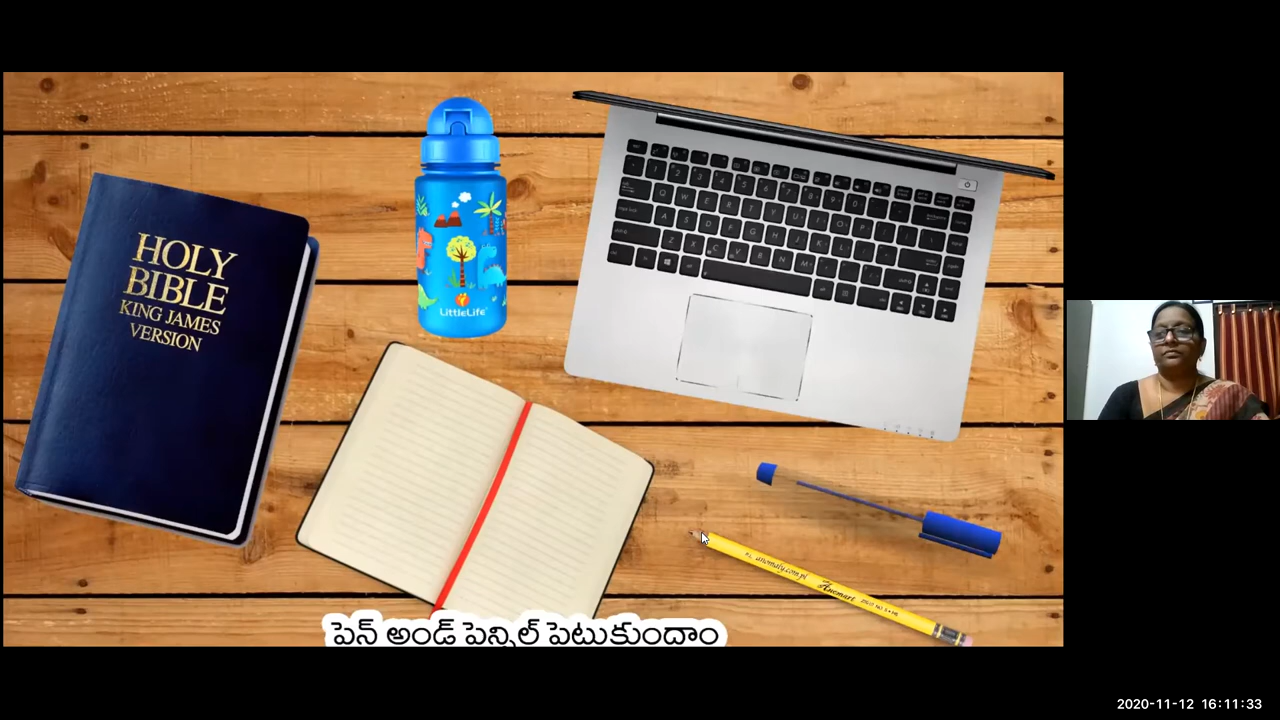 HOLY
BIBLE
KING JAMES
VERSION
LittleLife
పెన్ అండ్ పెన్సిల్ పెటుకుందాం
2020-11-12 16:11:33